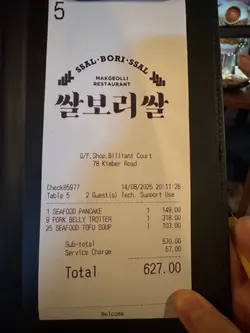 5
SSAL·BORI·SSAL
MAKGEOLLI
RESTAURANT
쌀보리쌀
G/F,Shop,Billiant Court
78 Kimber Road
Check85977 14/08/2025 20:11:26
Table 5 2 Guest(s) Tech. Support Use
1 SEAFOOD PANCAKE 1 149.00
9 PORK BELLY TROTTER 1 318.00
25 SEAFOOD TOFU SOUP 1 103.00
Sub-total 570.00
Service Charge 57.00
Total 627.00
Welcome